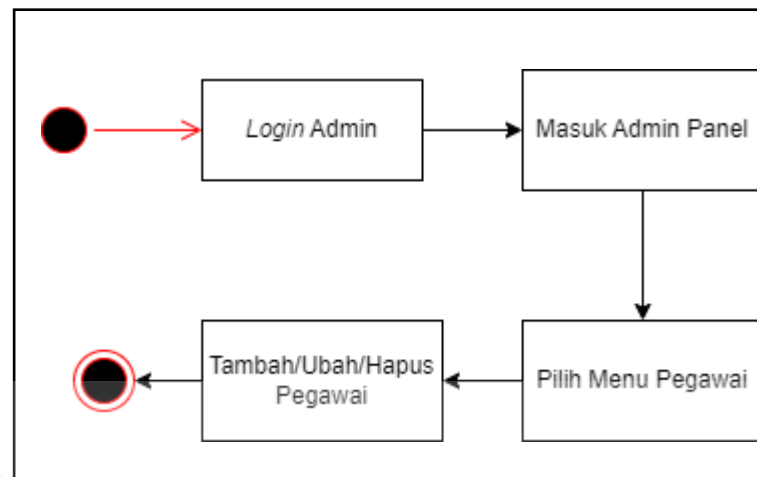 Login Admin
Masuk Admin Panel
Tambah/Ubah/Hapus
Pegawai
Pilih Menu Pegawai